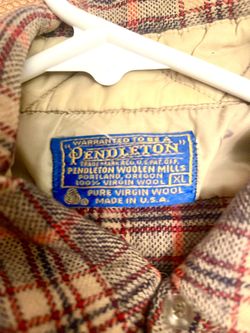 WARRANTED TO BE A
"PENDLETON"
TRADE MARK REG. U.S. PAT. OFF.
PENDLETON WOOLEN MILLS
PORTLAND, OREGON
100% VIRGIN WOOL
XL
PURE VIRGIN WOOL
MADE IN U.S.A.